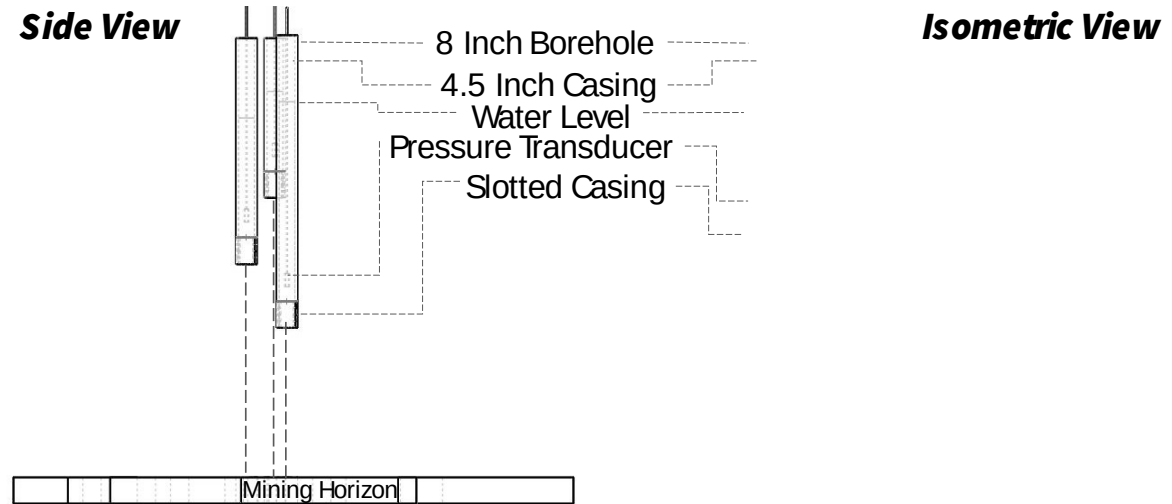 Side View
Isometric View
8 Inch Borehole
4.5 Inch Casing
Water Level
Pressure Transducer
Slotted Casing
Mining Horizon